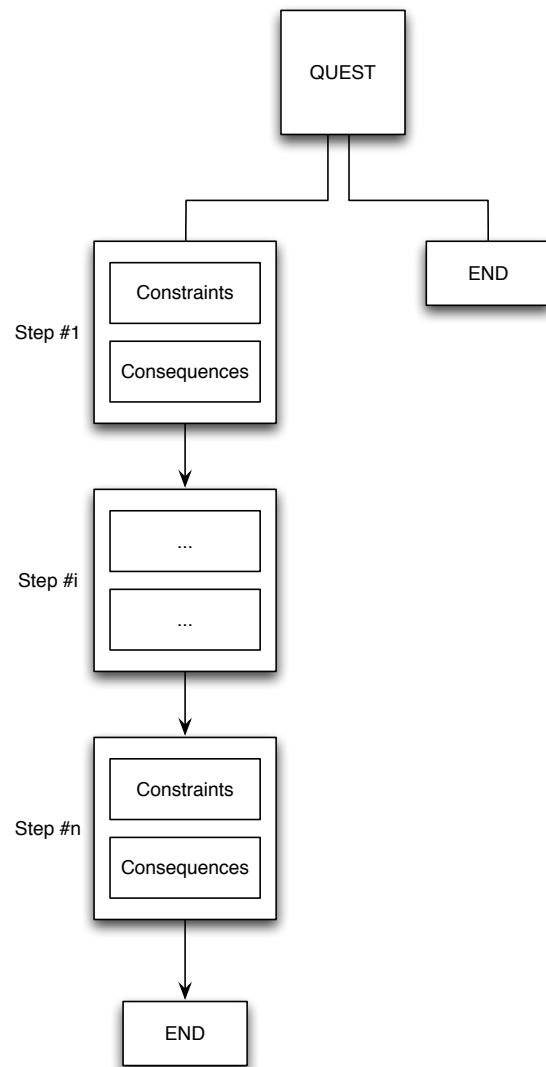 QUEST
END
Step #1
Constraints
Consequences
Step #i
...
...
Step #n
Constraints
Consequences
END